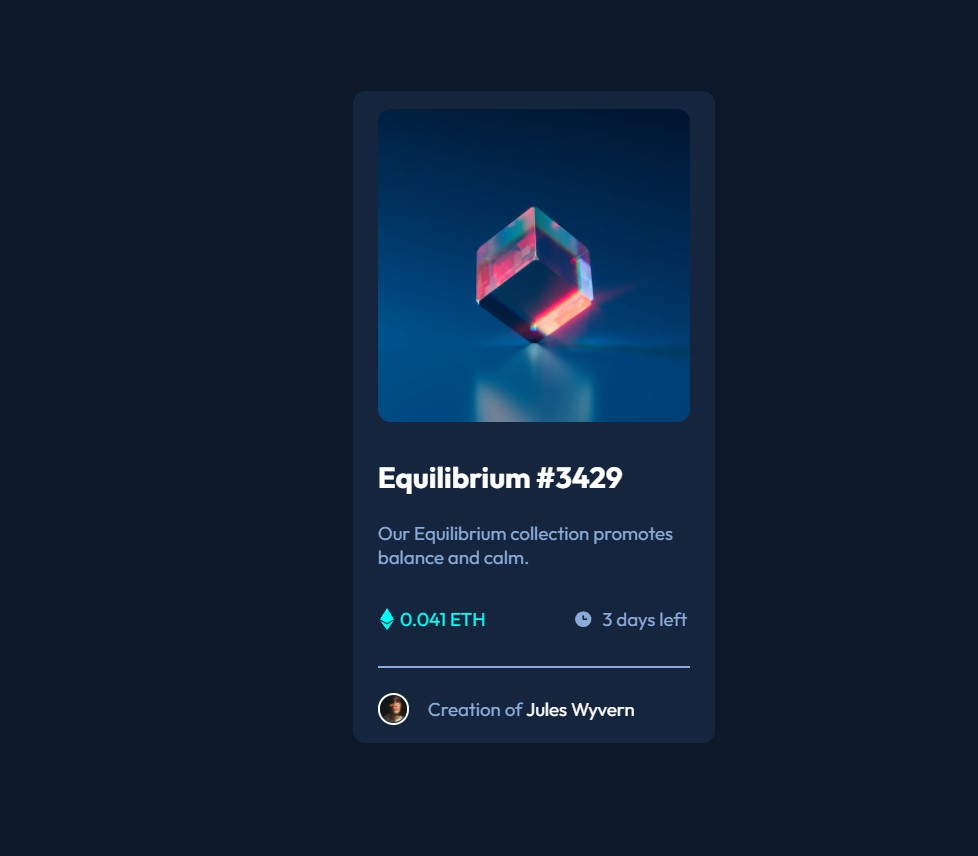 Equilibrium #3429
Our Equilibrium collection promotes
balance and calm.
0.041 ETH
3 days left
Creation of Jules Wyvern